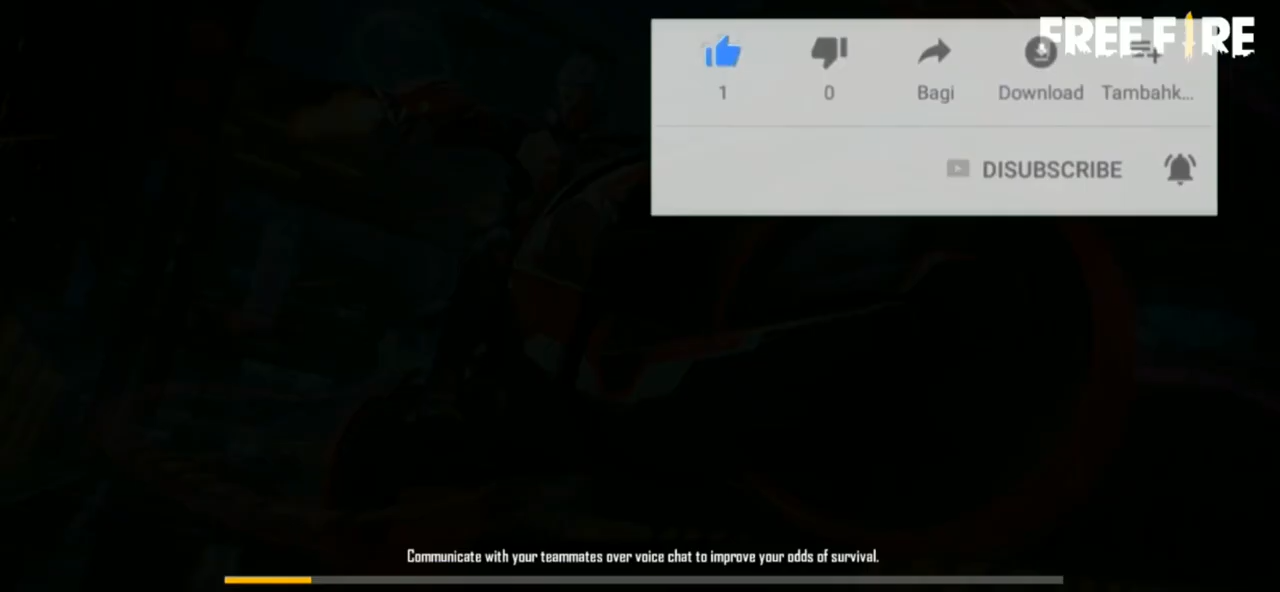 FREE FIRE
1
0
Bagi
Download
Tambahk...
DISUBSCRIBE
Communicate with your teammates over voice chat to improve your odds of survival.